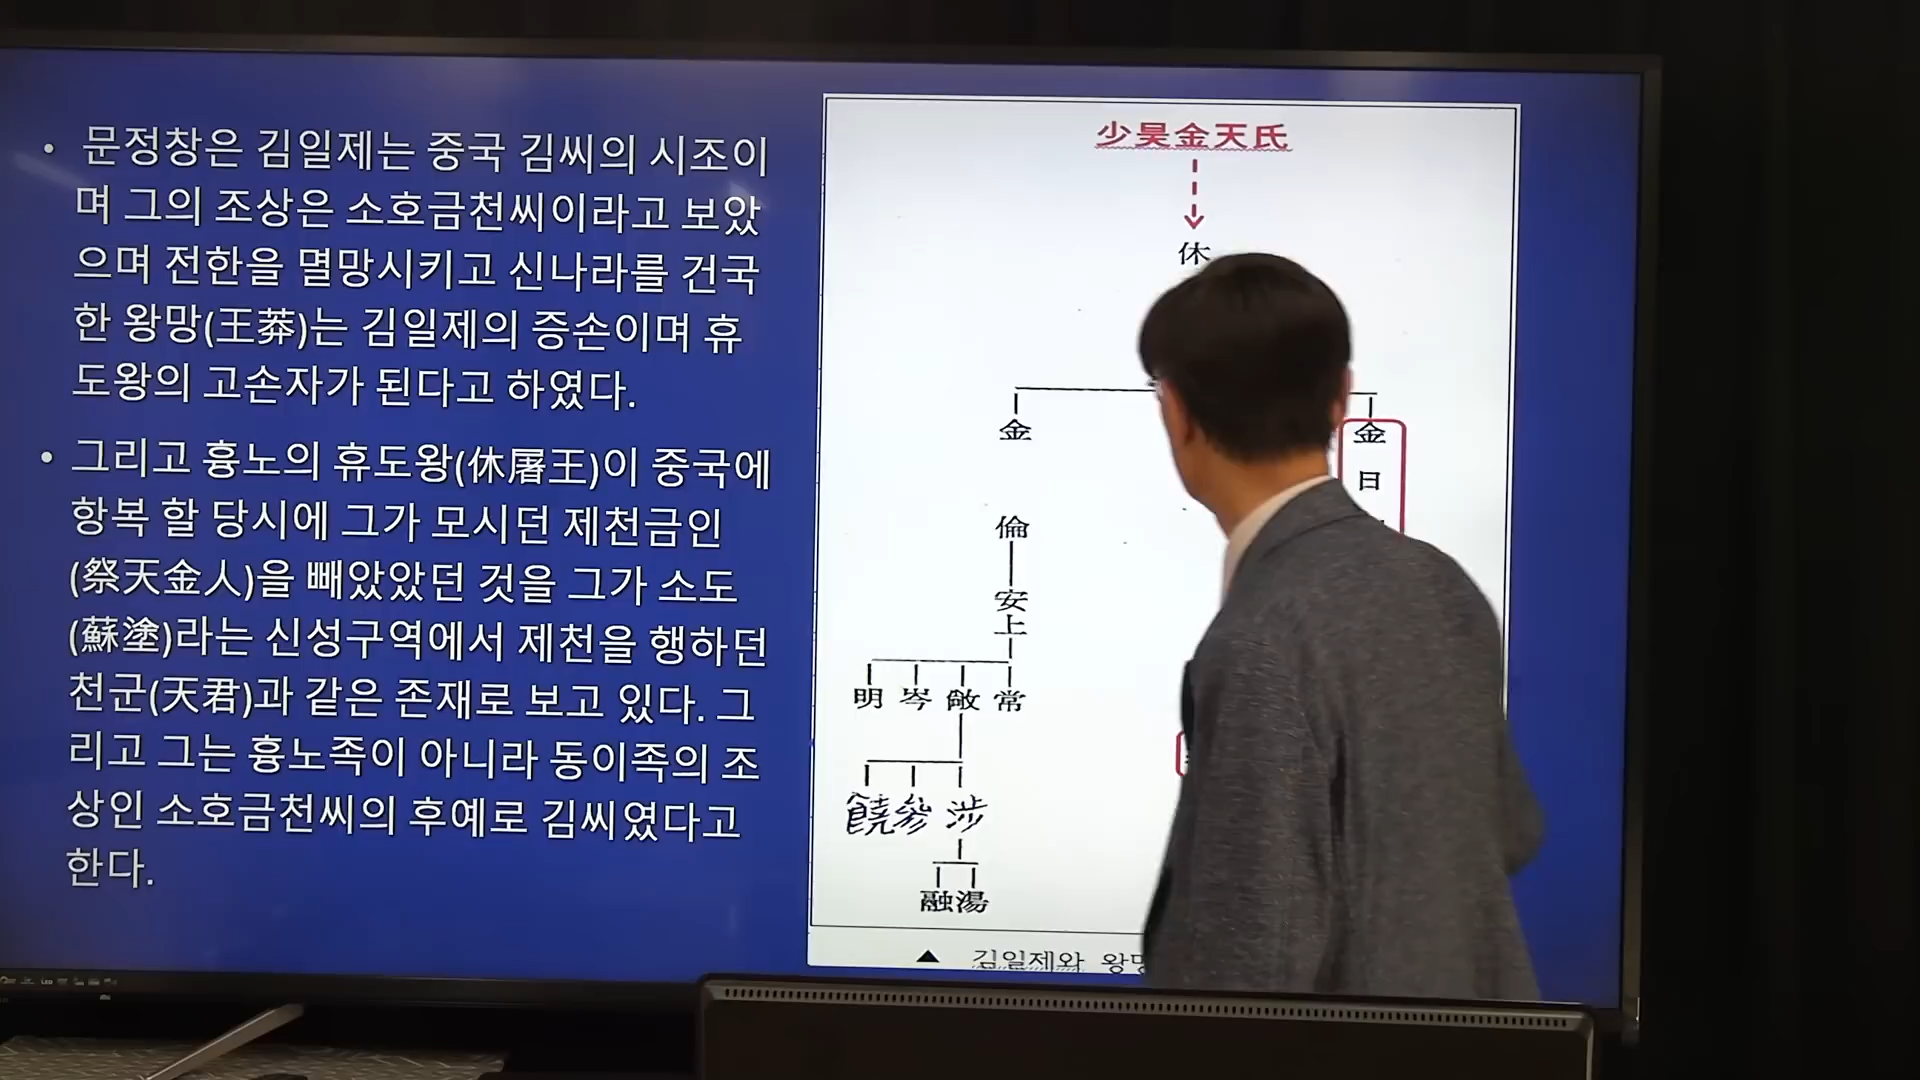 • 문정창은 김일제는 중국 김씨의 시조이
며 그의 조상은 소호금천씨이라고 보았
으며 전한을 멸망시키고 신나라를 건국
한 왕망(王莽)는 김일제의 증손이며 휴
도왕의 고손자가 된다고 하였다.
• 그리고 흉노의 휴도왕(休屠王)이 중국에
항복 할 당시에 그가 모시던 제천금인
(祭天金人)을 빼았았던 것을 그가 소도
(蘇塗)라는 신성구역에서 제천을 행하던
천군(天君)과 같은 존재로 보고 있다. 그
리고 그는 흉노족이 아니라 동이족의 조
상인 소호금천씨의 후예로 김씨였다고
한다.
少昊金天氏
休
金
金
日
倫
安
上
明 岑 敞 常
饒 參 涉
融 湯
▲ 김일제와 왕망